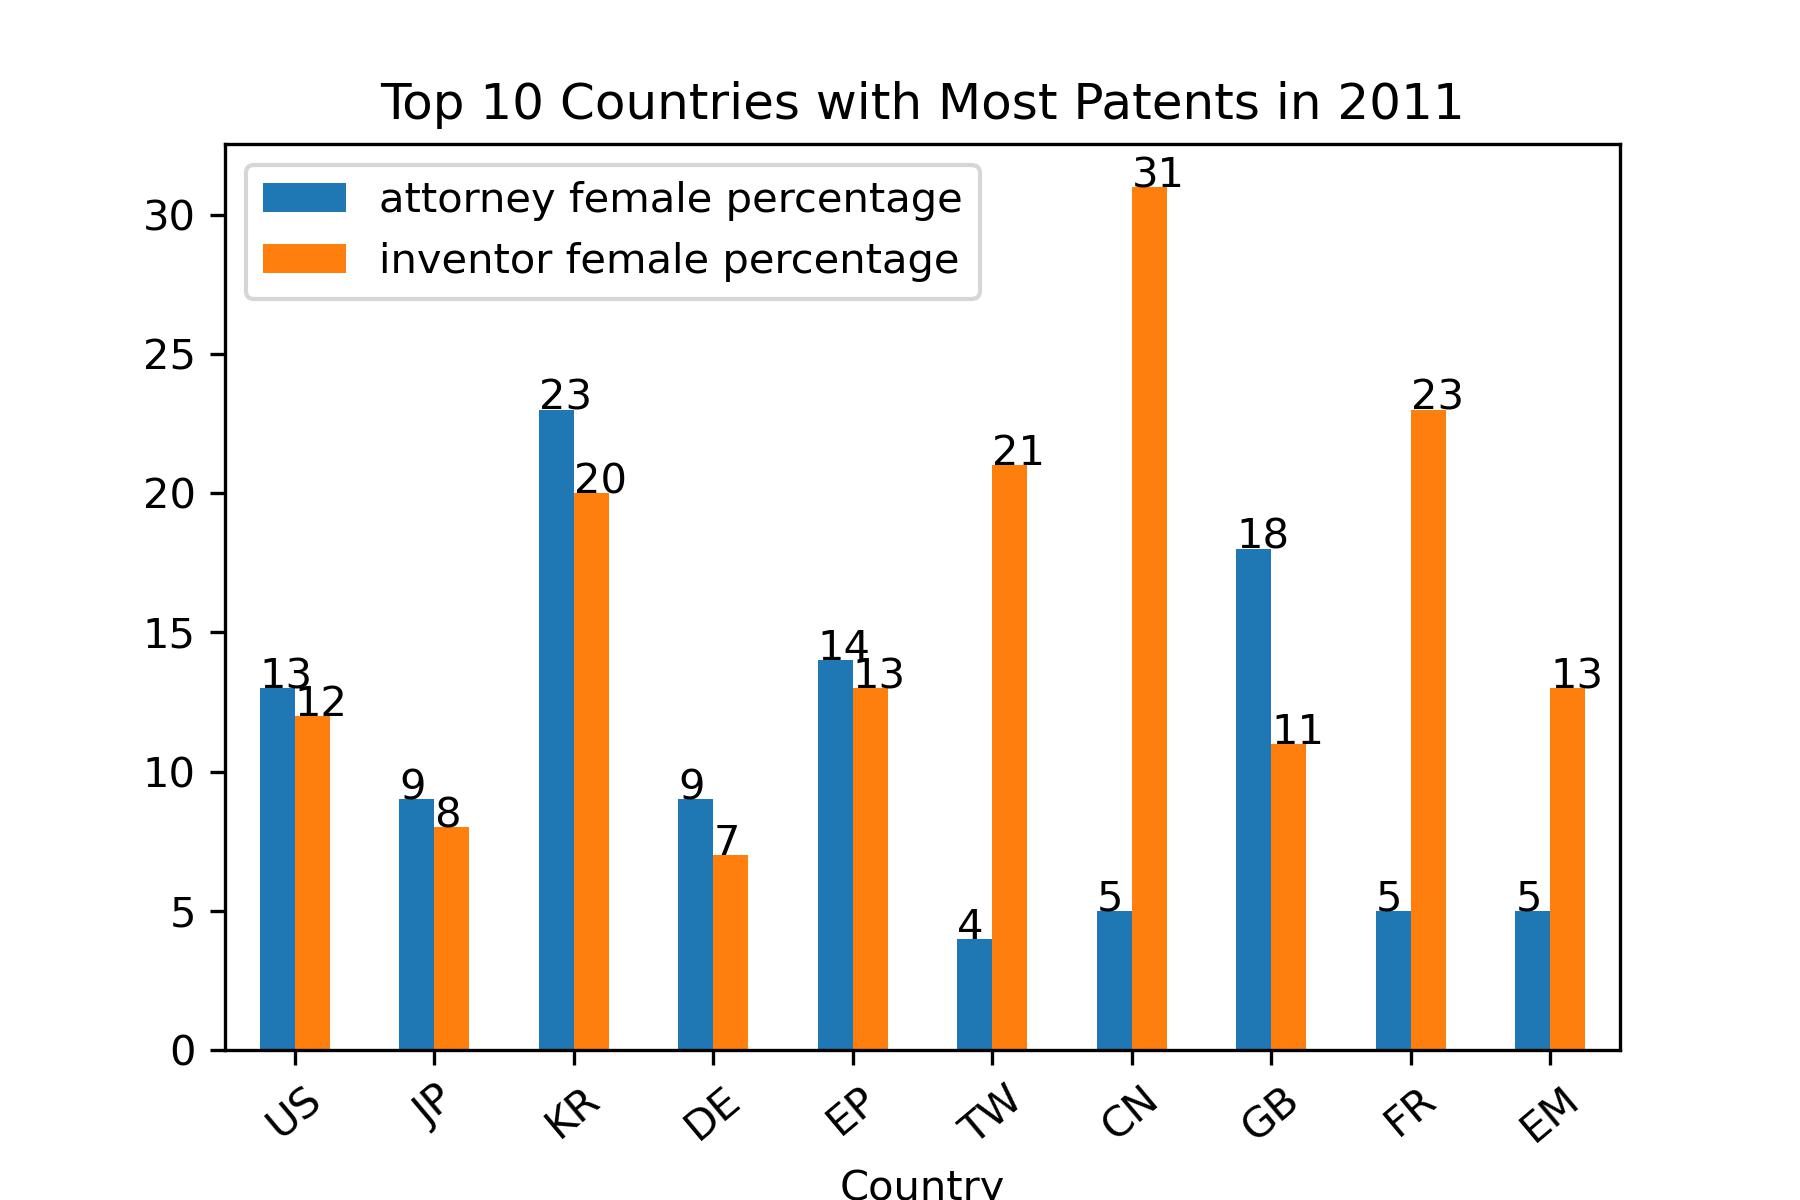 Top 10 Countries with Most Patents in 2011
attorney female percentage
inventor female percentage
30
25
20
15
10
5
0
13
12
9
8
23
20
9
7
14
13
4
21
5
31
18
11
5
23
5
13
US
JP
KR
DE
EP
TW
CN
GB
FR
EM
Country